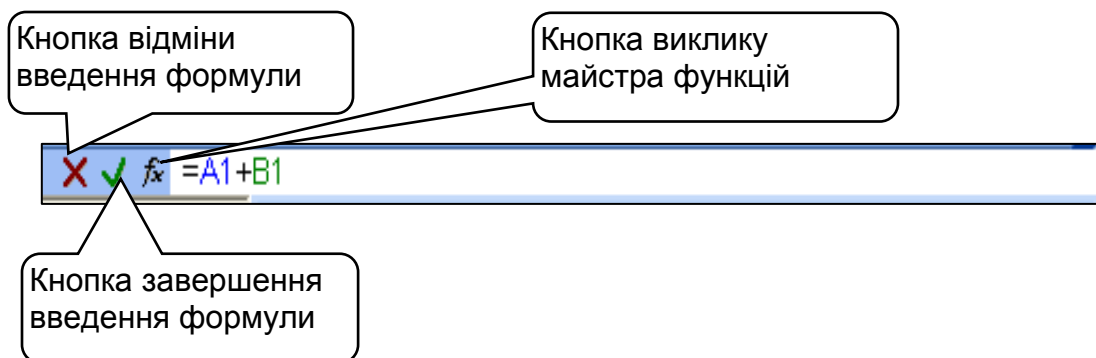 Кнопка відміни
введення формули
Кнопка виклику
майстра функцій
fx =A1+B1
Кнопка завершення
введення формули